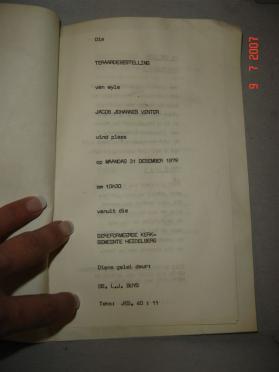 Die
TERAARDEBESTELLING
van wyle
JACOB JOHANNES VENTER
vind plaas
op MAANDAG 31 DESEMBER 1979
om 10h30
vanuit die
GEREFORMEERDE KERK-
GEMEENTE HEIDELBERG
Diens gelei deur:
DS. L.J. BUYS
Teks: JES. 40 : 11
9 7 2007